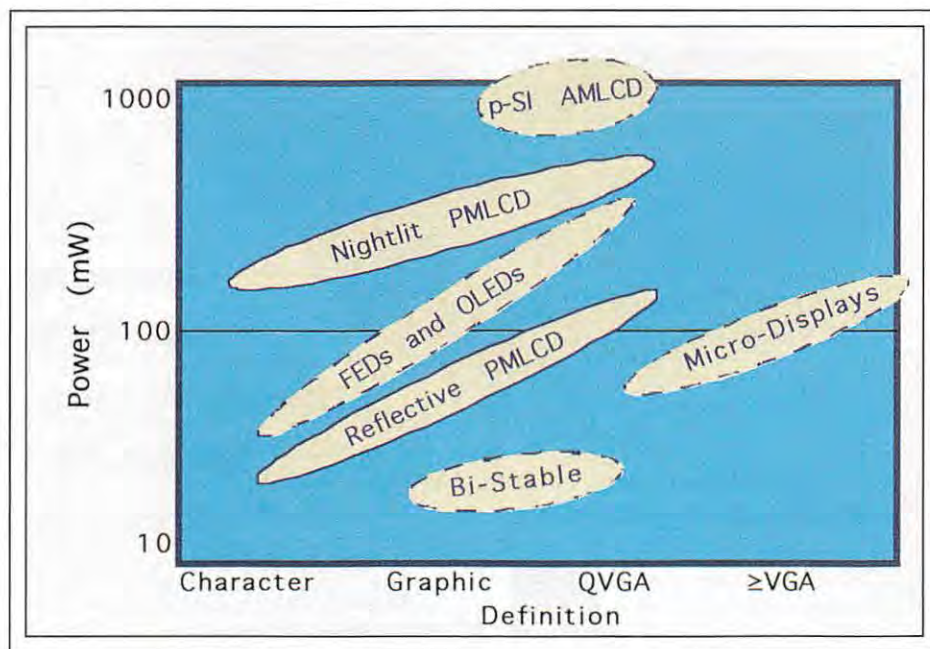 p-SI AMLCD
1000
Nightlit PMLCD
FEDs and OLEDs
Micro-Displays
100
Reflective PMLCD
Bi-Stable
10
Power (mW)
Character Graphic QVGA ≥VGA
Definition